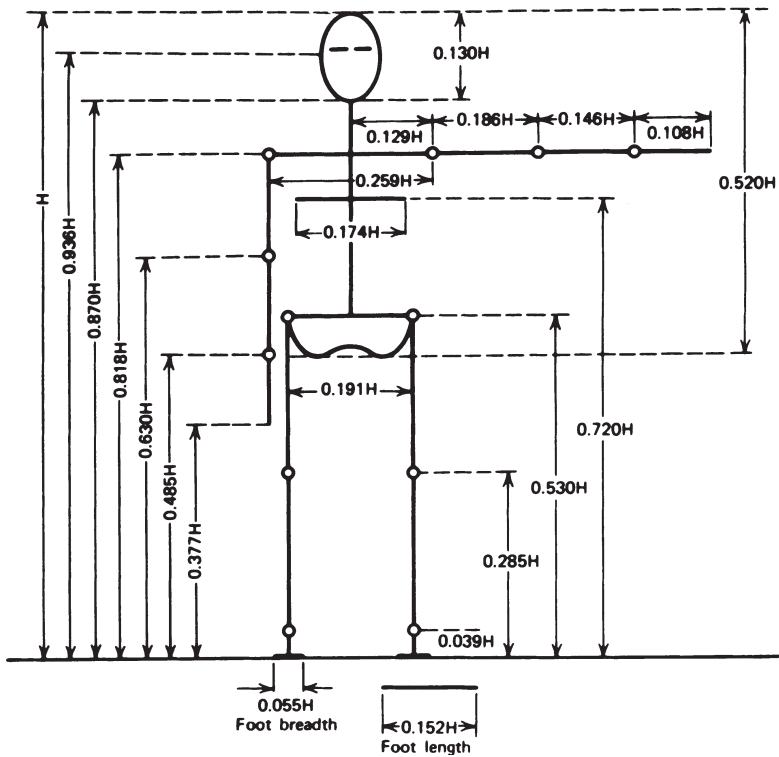 0.130H
0.186H
0.146H
0.129H
0.108H
0.259H
0.520H
H
0.936H
0.870H
0.818H
0.630H
0.485H
0.377H
0.174H
0.191H
0.720H
0.530H
0.285H
0.039H
0.055H
Foot breadth
0.152H
Foot length